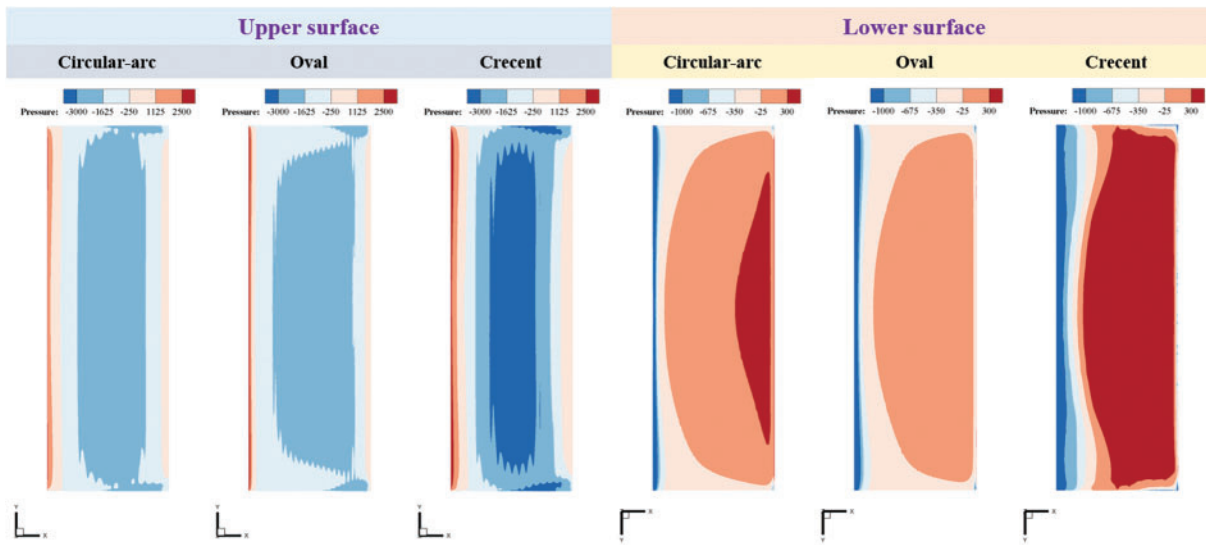 Upper surface Lower surface
Circular-arc Oval Crecent Circular-arc Oval Crecent
Pressure: -3000 -1625 -250 1125 2500 Pressure: -3000 -1625 -250 1125 2500 Pressure: -3000 -1625 -250 1125 2500 Pressure: -1000 -675 -350 -25 300 Pressure: -1000 -675 -350 -25 300 Pressure: -1000 -675 -350 -25 300
Y Y Y X X X
X X X Y Y Y